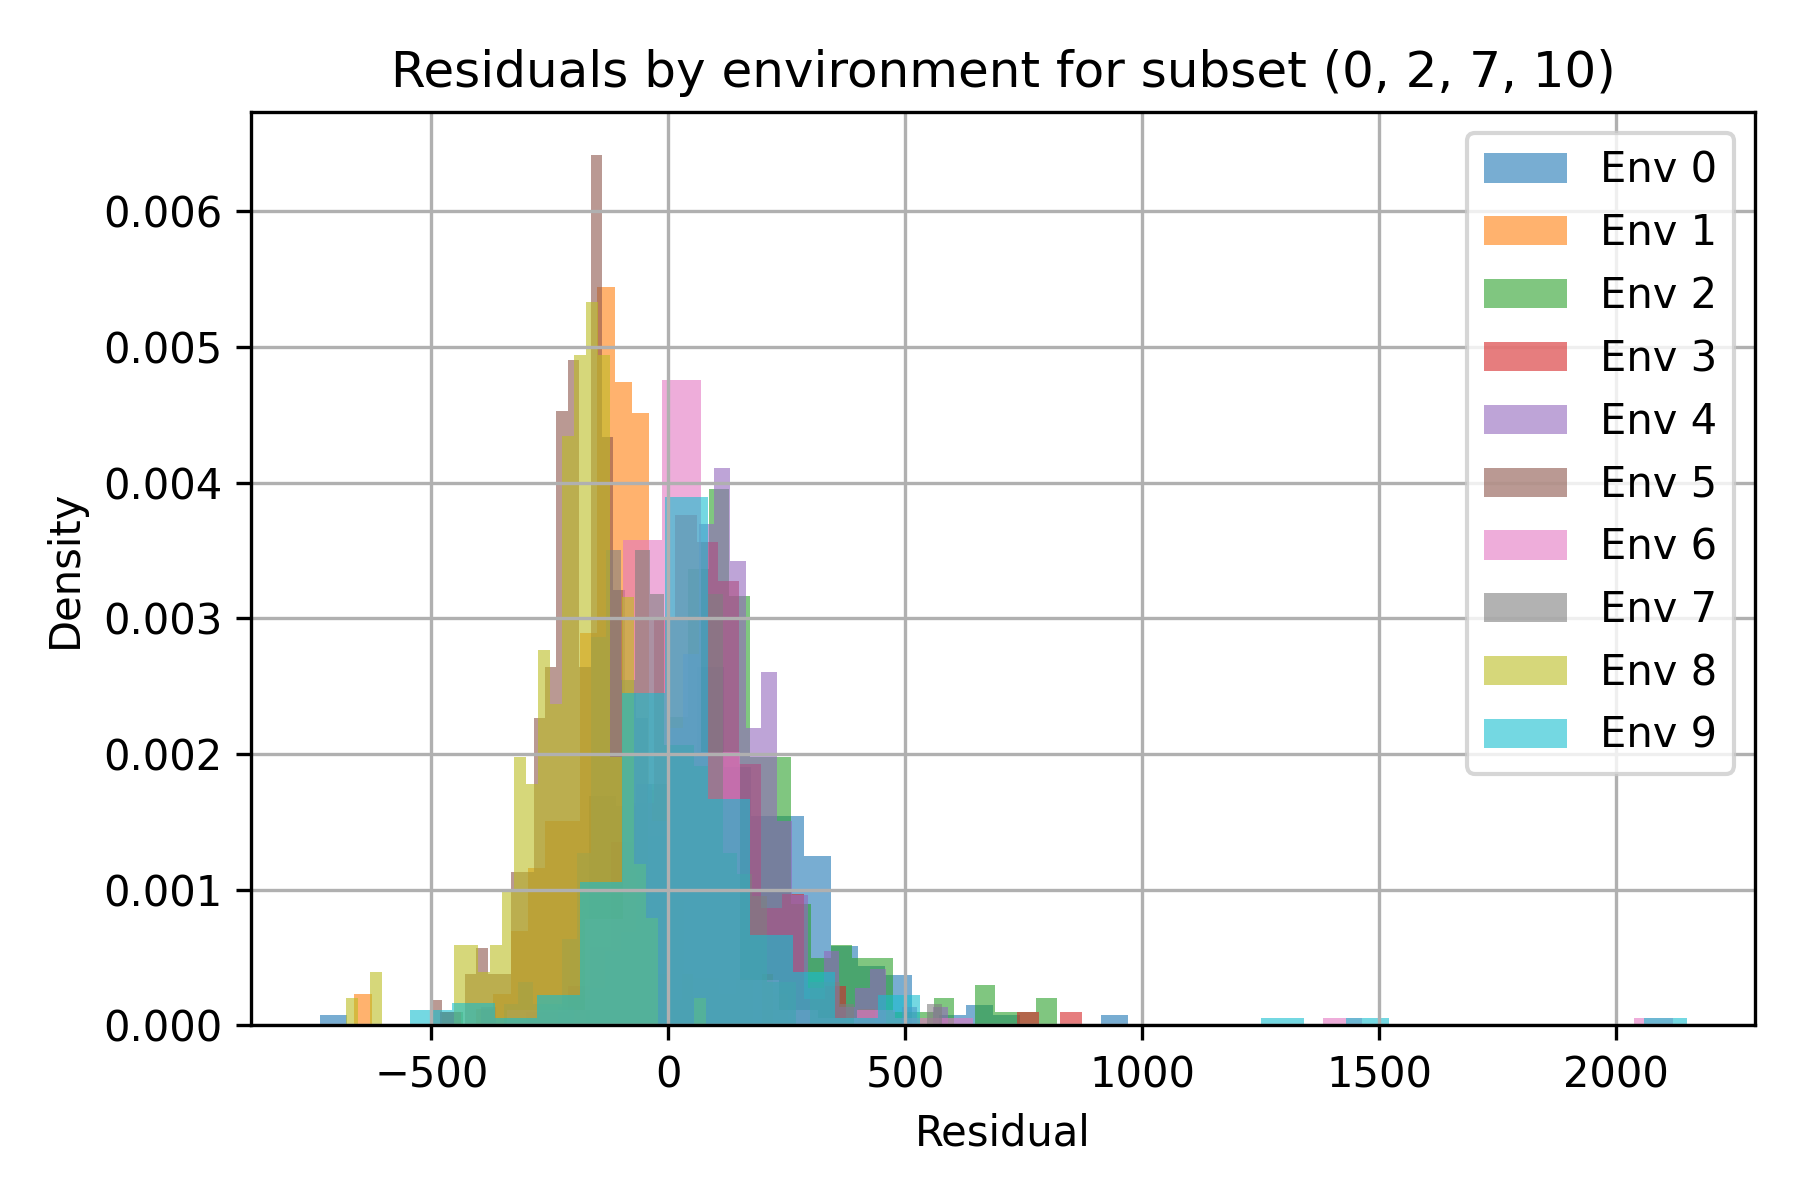 Residuals by environment for subset (0, 2, 7, 10)
Density
0.006
0.005
0.004
0.003
0.002
0.001
0.000
−500
0
500
1000
1500
2000
Residual
Env 0
Env 1
Env 2
Env 3
Env 4
Env 5
Env 6
Env 7
Env 8
Env 9